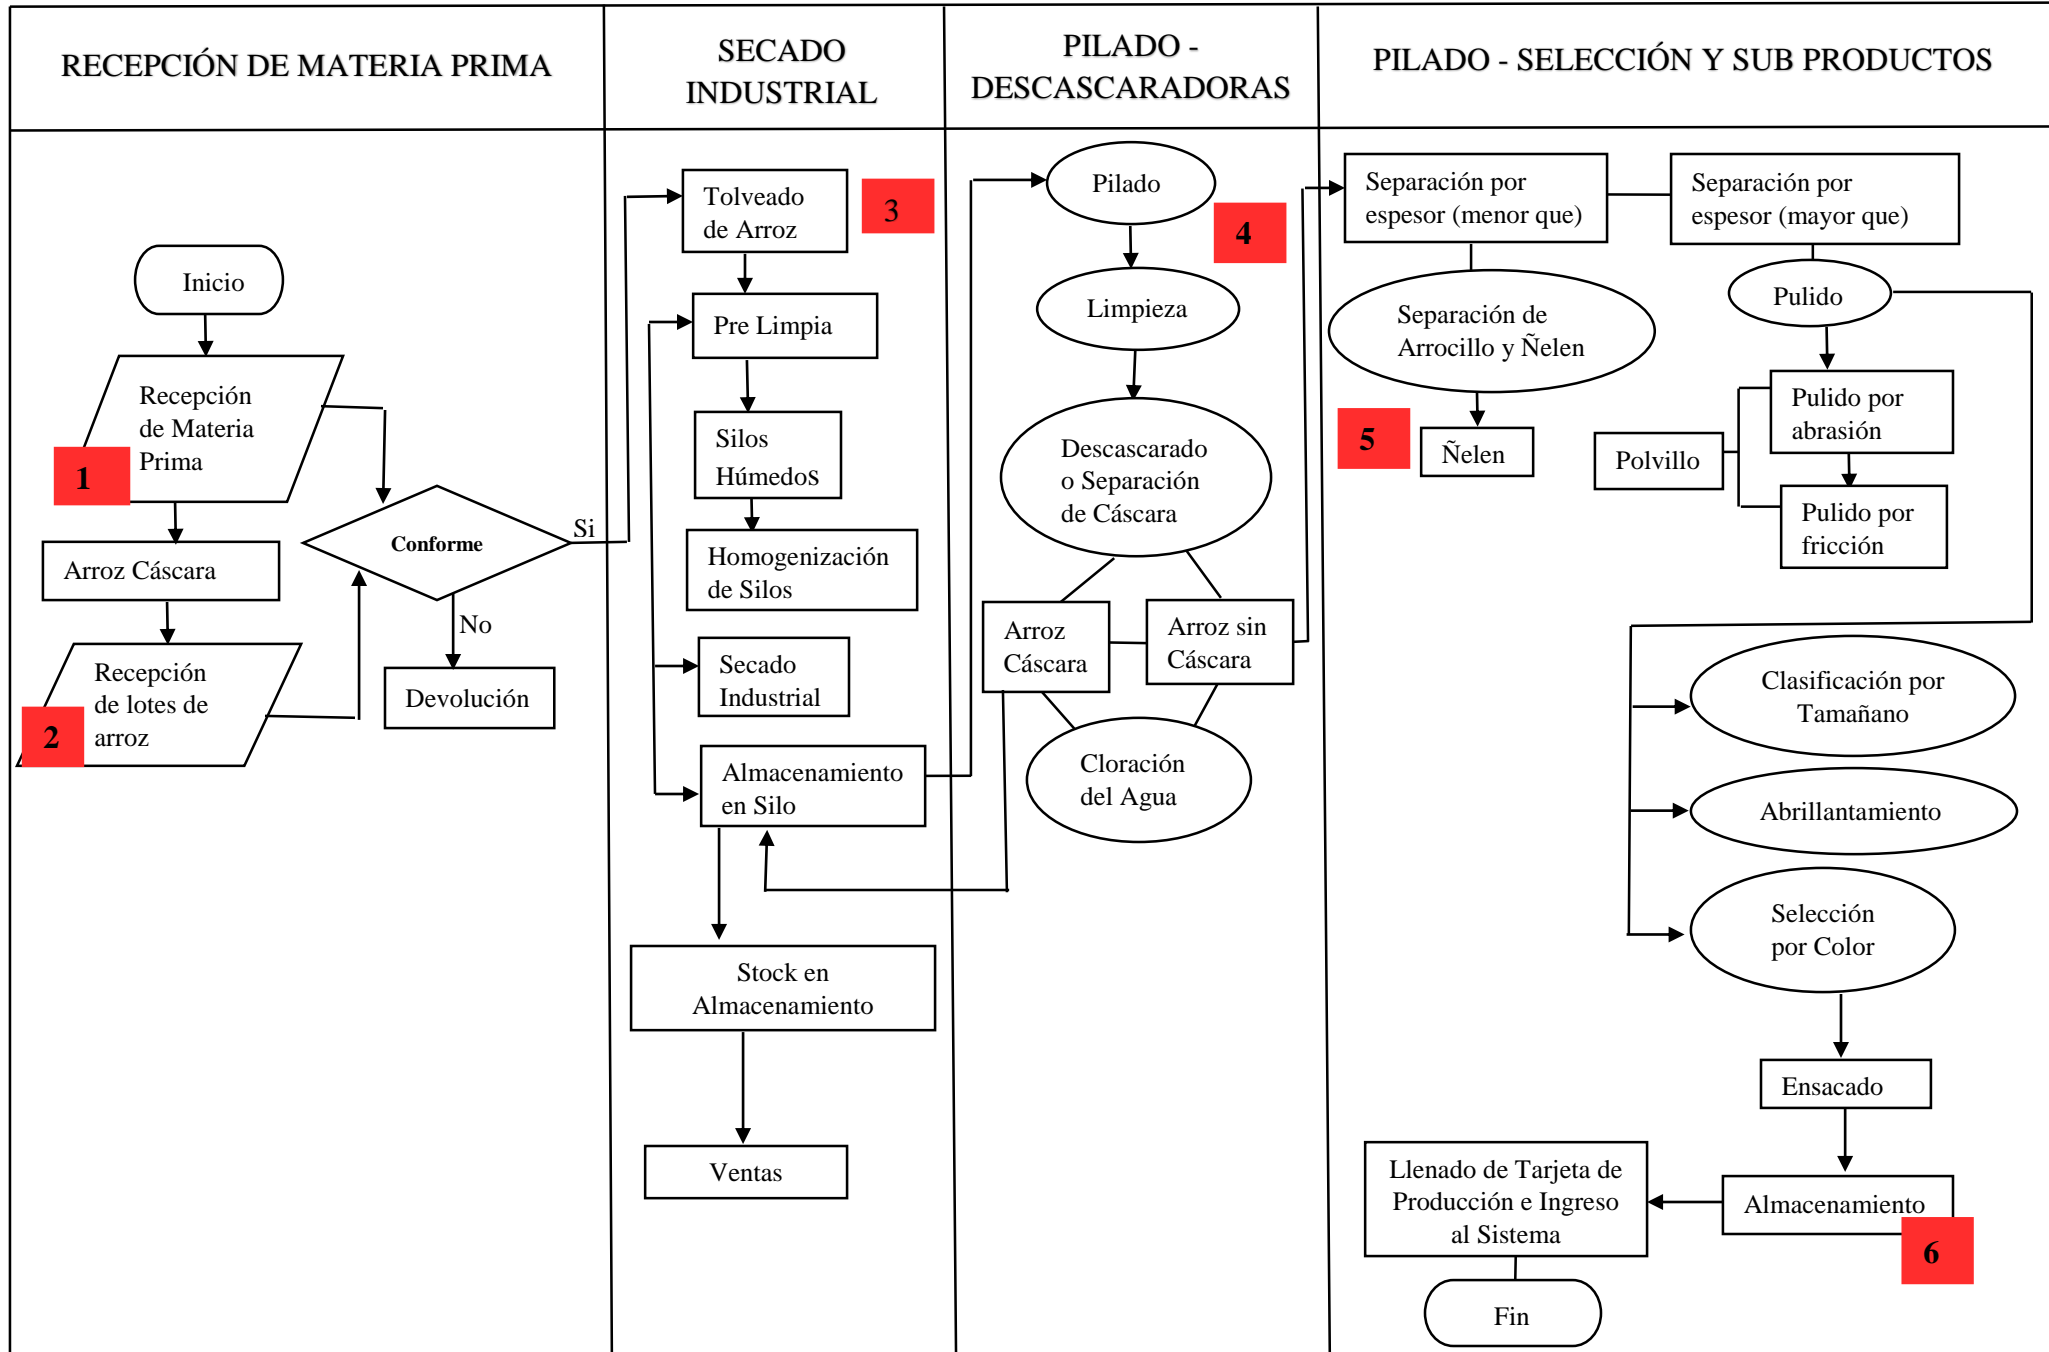 RECEPCIÓN DE MATERIA PRIMA
SECADO
INDUSTRIAL
PILADO -
DESCASCARADORAS
PILADO - SELECCIÓN Y SUB PRODUCTOS
Inicio
Recepción
de Materia
Prima
1
Arroz Cáscara
Recepción
de lotes de
arroz
2
Conforme
Si
No
Devolución
Tolveado
de Arroz
3
Pre Limpia
Silos
Húmedos
Homogenización
de Silos
Secado
Industrial
Almacenamiento
en Silo
Stock en
Almacenamiento
Ventas
Pilado
4
Limpieza
Descascarado
o Separación
de Cáscara
Arroz
Cáscara
Arroz sin
Cáscara
Cloración
del Agua
Separación por
espesor (menor que)
Separación por
espesor (mayor que)
Separación de
Arrocillo y Ñelen
5
Ñelen
Pulido
Pulido por
abrasión
Polvillo
Pulido por
fricción
Clasificación por
Tamañano
Abrillantamiento
Selección
por Color
Ensacado
Almacenamiento
6
Llenado de Tarjeta de
Producción e Ingreso
al Sistema
Fin